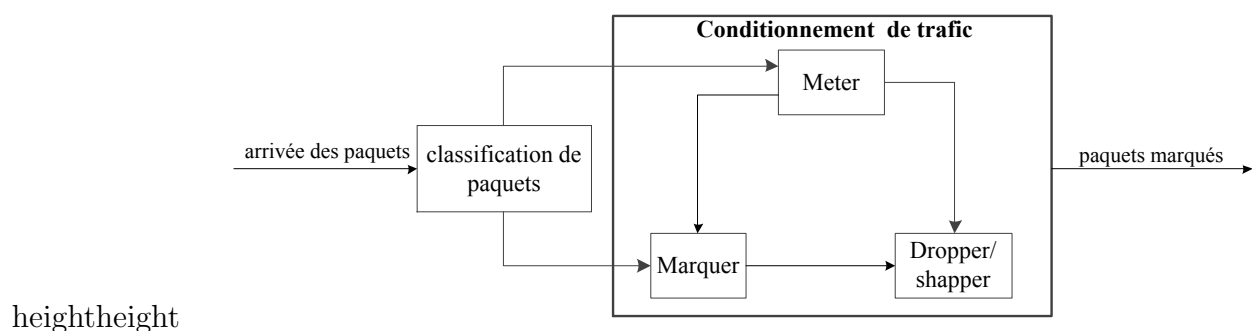 Conditionnement de trafic
Meter
arrivée des paquets
classification de
paquets
paquets marqués
Marquer
Dropper/
shapper
heightheight